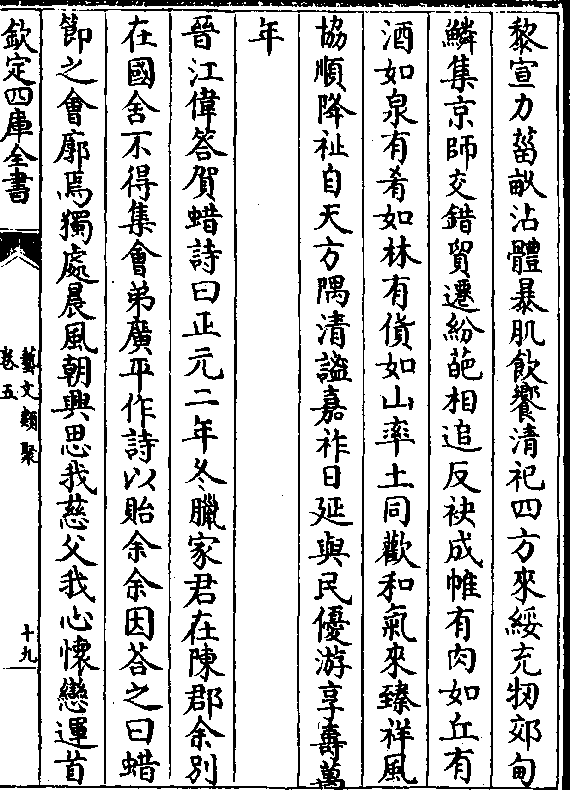 黎宣力菑畝沾體暴肌飲饗清祀四方來綏充牣郊甸
鱗集京師交錯貿遷紛葩相追反袂成帷有肉如丘有
酒如泉有肴如林有貨如山率土同歡和氣來臻祥風
協順降祉自天方隅清謐嘉祚日延與民優游享壽萬
年
晉江偉答賀蜡詩曰正元二年冬臘家君在陳郡余別
在國舍不得集會弟廣平作詩以貽余余因答之曰蜡
節之會廓焉獨處晨風朝興思我慈父我心懷戀運首
欽定四庫全書
藝文類聚
卷五
十九